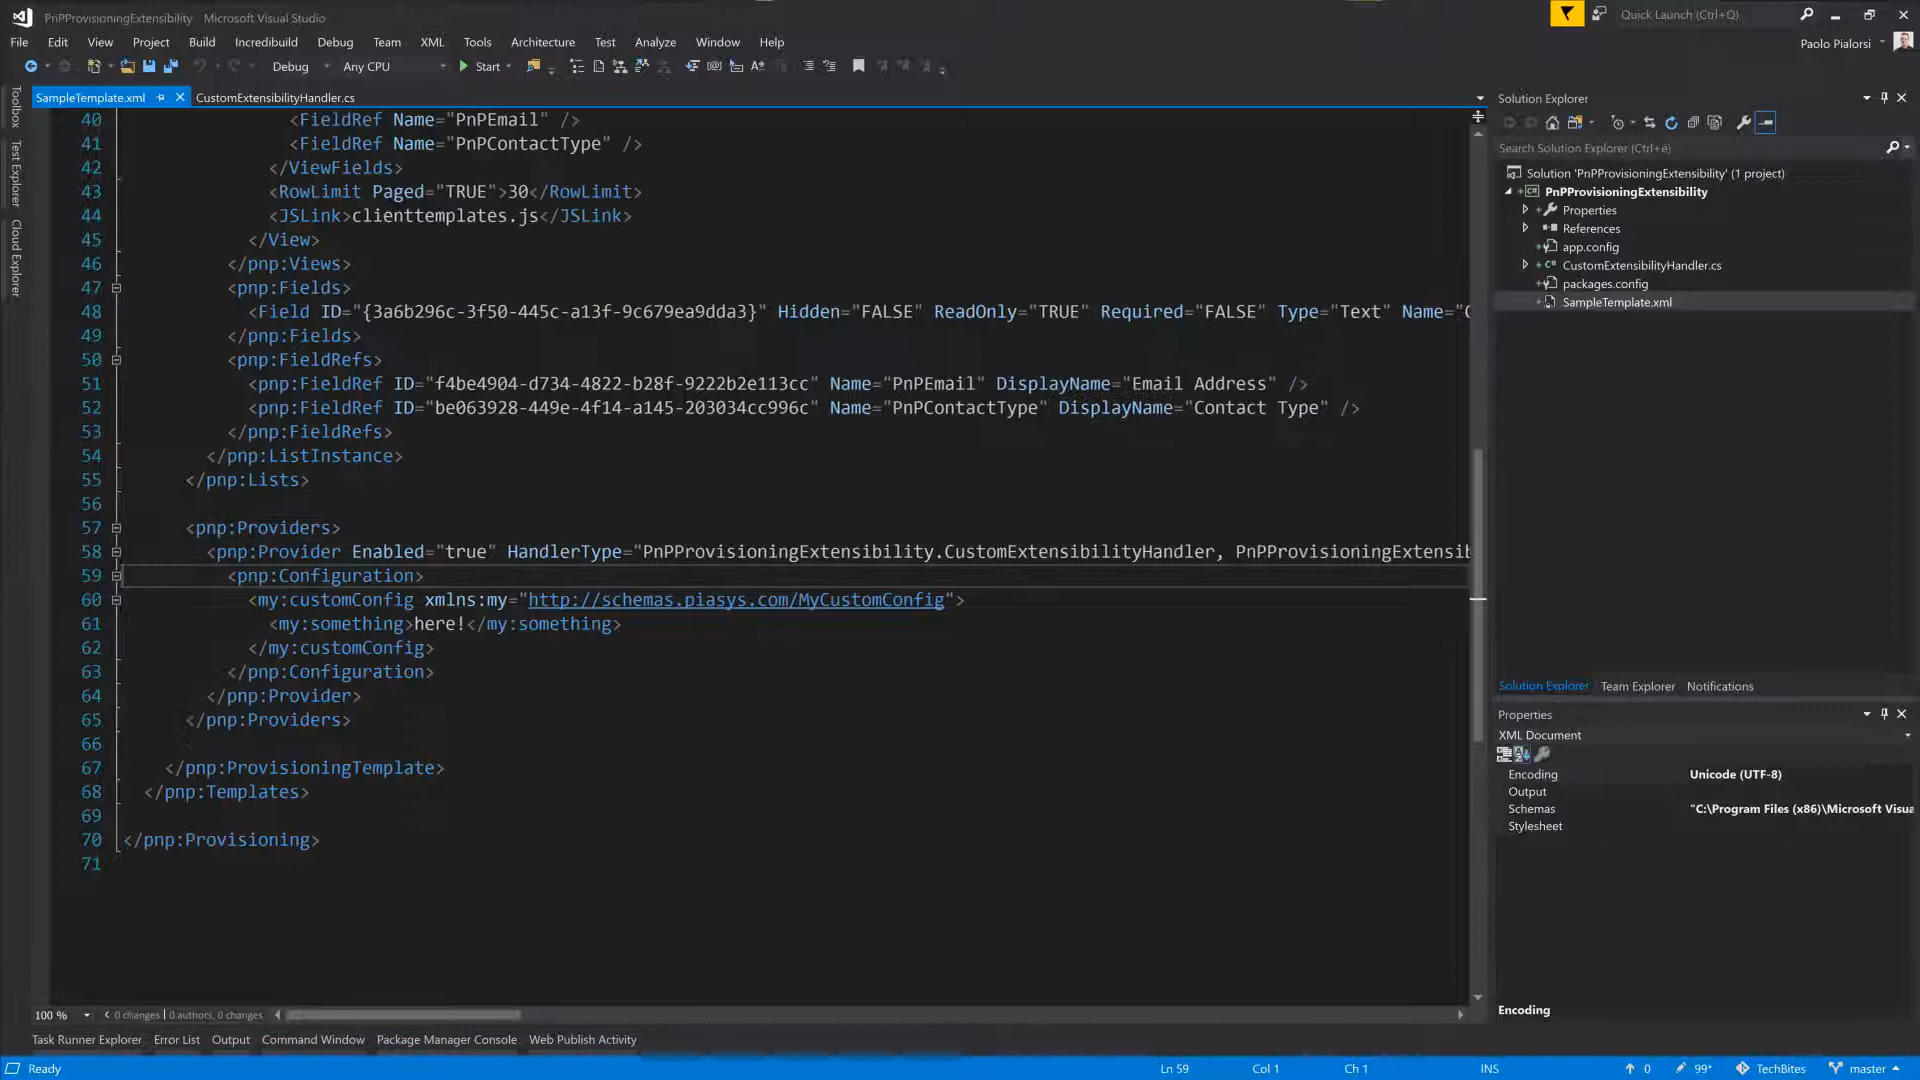 PnPProvisioningExtensibility - Microsoft Visual Studio
Quick Launch (Ctrl+Q)
File Edit View Project Build Incredibuild Debug Team XML Tools Architecture Test Analyze Window Help
Paolo Pialorsi
Debug Any CPU Start
SampleTemplate.xml CustomExtensibilityHandler.cs
Toolbox
Test Explorer
Cloud Explorer
40 <FieldRef Name="PnPEmail" />
41 <FieldRef Name="PnPContactType" />
42 </ViewFields>
43 <RowLimit Paged="TRUE">30</RowLimit>
44 <JSLink>clienttemplates.js</JSLink>
45 </View>
46 </pnp:Views>
47 <pnp:Fields>
48 <Field ID="{3a6b296c-3f50-445c-a13f-9c679ea9dda3}" Hidden="FALSE" ReadOnly="TRUE" Required="FALSE" Type="Text" Name="
49 </pnp:Fields>
50 <pnp:FieldRefs>
51 <pnp:FieldRef ID="f4be4904-d734-4822-b28f-9222b2e113cc" Name="PnPEmail" DisplayName="Email Address" />
52 <pnp:FieldRef ID="be063928-449e-4f14-a145-203034cc996c" Name="PnPContactType" DisplayName="Contact Type" />
53 </pnp:FieldRefs>
54 </pnp:ListInstance>
55 </pnp:Lists>
56
57 <pnp:Providers>
58 <pnp:Provider Enabled="true" HandlerType="PnPProvisioningExtensibility.CustomExtensibilityHandler, PnPProvisioningExtensib
59 <pnp:Configuration>
60 <my:customConfig xmlns:my="http://schemas.piasys.com/MyCustomConfig">
61 <my:something>here!</my:something>
62 </my:customConfig>
63 </pnp:Configuration>
64 </pnp:Provider>
65 </pnp:Providers>
66
67 </pnp:ProvisioningTemplate>
68 </pnp:Templates>
69
70 </pnp:Provisioning>
71
100 % 0 changes | 0 authors, 0 changes
Solution Explorer
Search Solution Explorer (Ctrl+è)
Solution 'PnPProvisioningExtensibility' (1 project)
PnPProvisioningExtensibility
Properties
References
app.config
CustomExtensibilityHandler.cs
packages.config
SampleTemplate.xml
Solution Explorer Team Explorer Notifications
Properties
XML Document
Encoding Unicode (UTF-8)
Output
Schemas "C:\Program Files (x86)\Microsoft Visua
Stylesheet
Encoding
Task Runner Explorer Error List Output Command Window Package Manager Console Web Publish Activity
Ready Ln 59 Col 1 Ch 1 INS 0 99* TechBites master